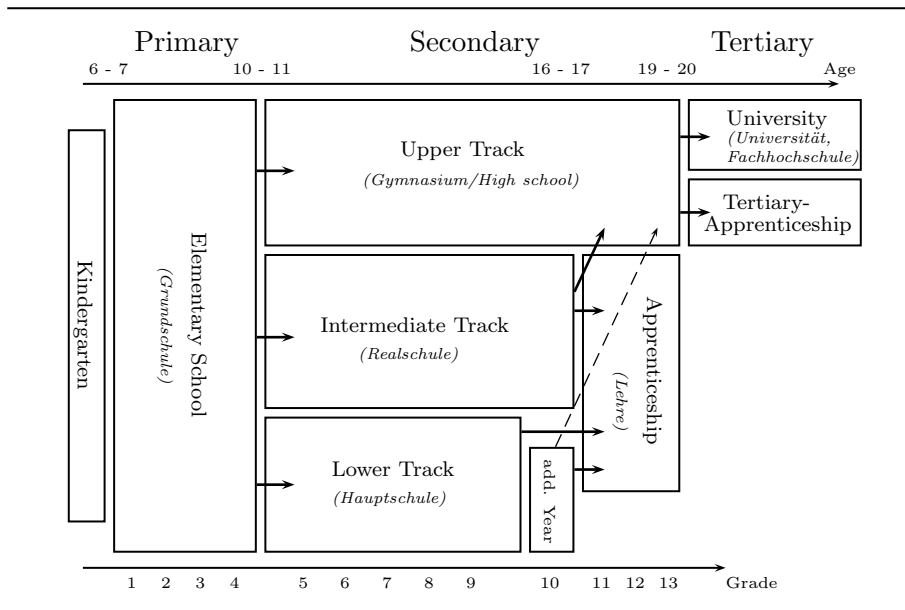 Primary
Secondary
Tertiary
6 - 7
10 - 11
16 - 17
19 - 20
Age
Kindergarten
Elementary School
(Grundschule)
Upper Track
(Gymnasium/High school)
Intermediate Track
(Realschule)
Lower Track
(Hauptschule)
add. Year
Apprenticeship
(Lehre)
University
(Universität,
Fachhochschule)
Tertiary-
Apprenticeship
1 2 3 4 5 6 7 8 9 10 11 12 13 Grade